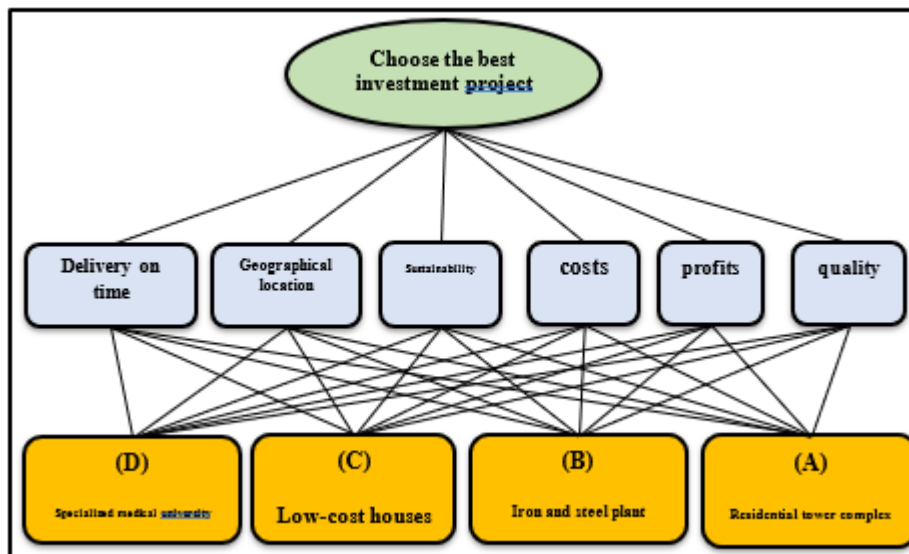 Choose the best
investment project
Delivery on
time
Geographical
location
Sustainability
costs
profits
quality
(D)
Specialized medical university
(C)
Low-cost houses
(B)
Iron and steel plant
(A)
Residential tower complex